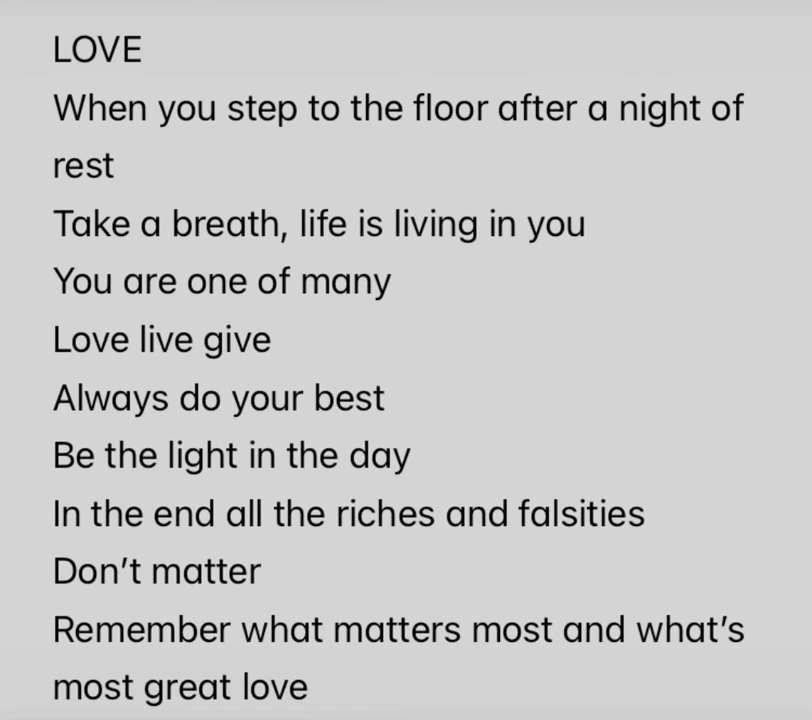 LOVE
When you step to the floor after a night of
rest
Take a breath, life is living in you
You are one of many
Love live give
Always do your best
Be the light in the day
In the end all the riches and falsities
Don’t matter
Remember what matters most and what’s
most great love